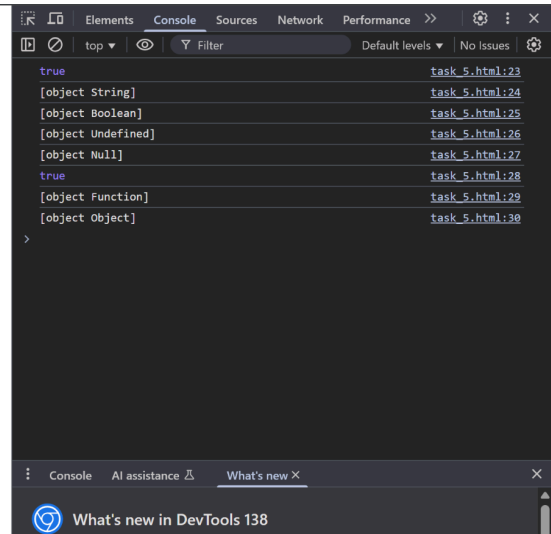 Elements Console Sources Network Performance
top Filter Default levels No Issues
true task_5.html:23
[object String] task_5.html:24
[object Boolean] task_5.html:25
[object Undefined] task_5.html:26
[object Null] task_5.html:27
true task_5.html:28
[object Function] task_5.html:29
[object Object] task_5.html:30
Console AI assistance What's new
What's new in DevTools 138